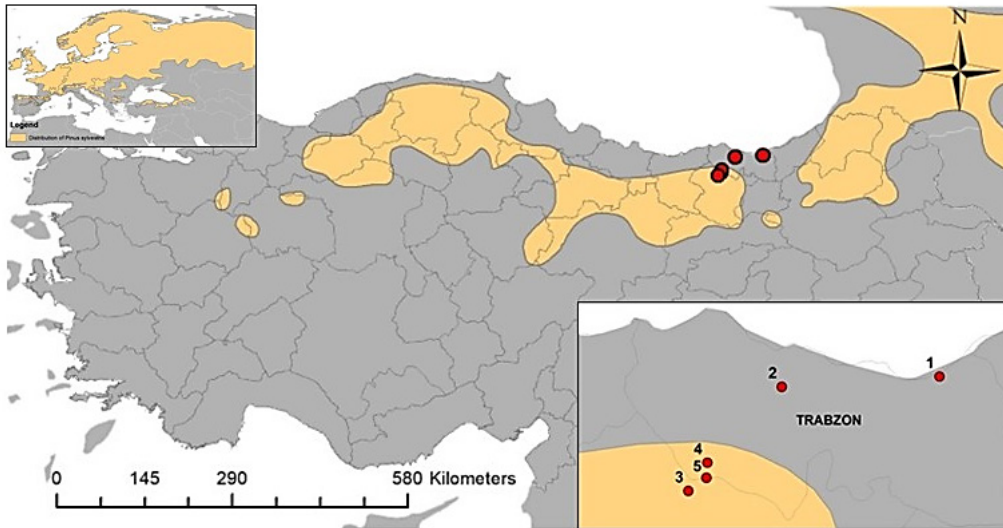 Legend
Distribution of Pinus sylvestris
N
0 145 290 580 Kilometers
1
2
TRABZON
4
5
3